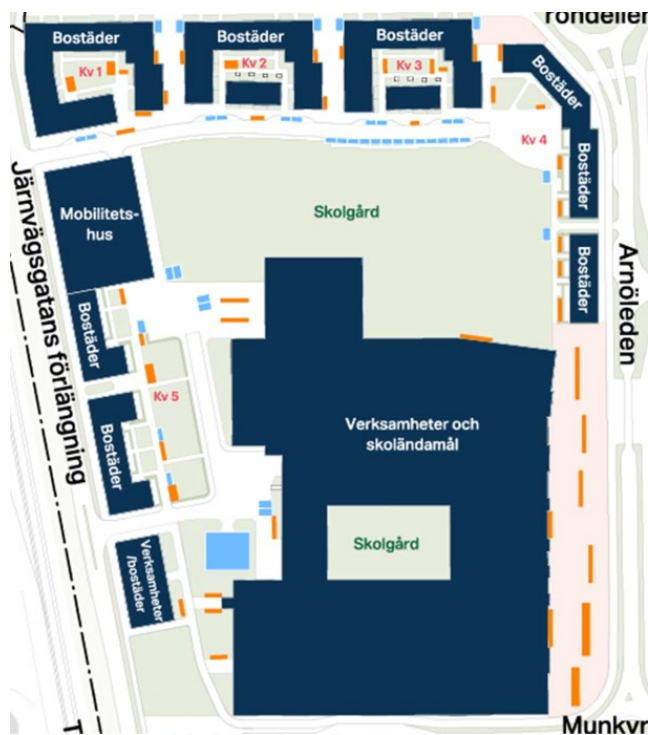 rondellen
Bostäder
Bostäder
Bostäder
Kv 1
Kv 2
Kv 3
Bostäder
Kv 4
Bostäder
Mobilitets-
hus
Skolgård
Bostäder
Arnöleden
Järnvägsgatans förlängning
Bostäder
Kv 5
Bostäder
Verksamheter och
skoländamål
Skolgård
Verksamheter
/bostäder
T
Munkvr